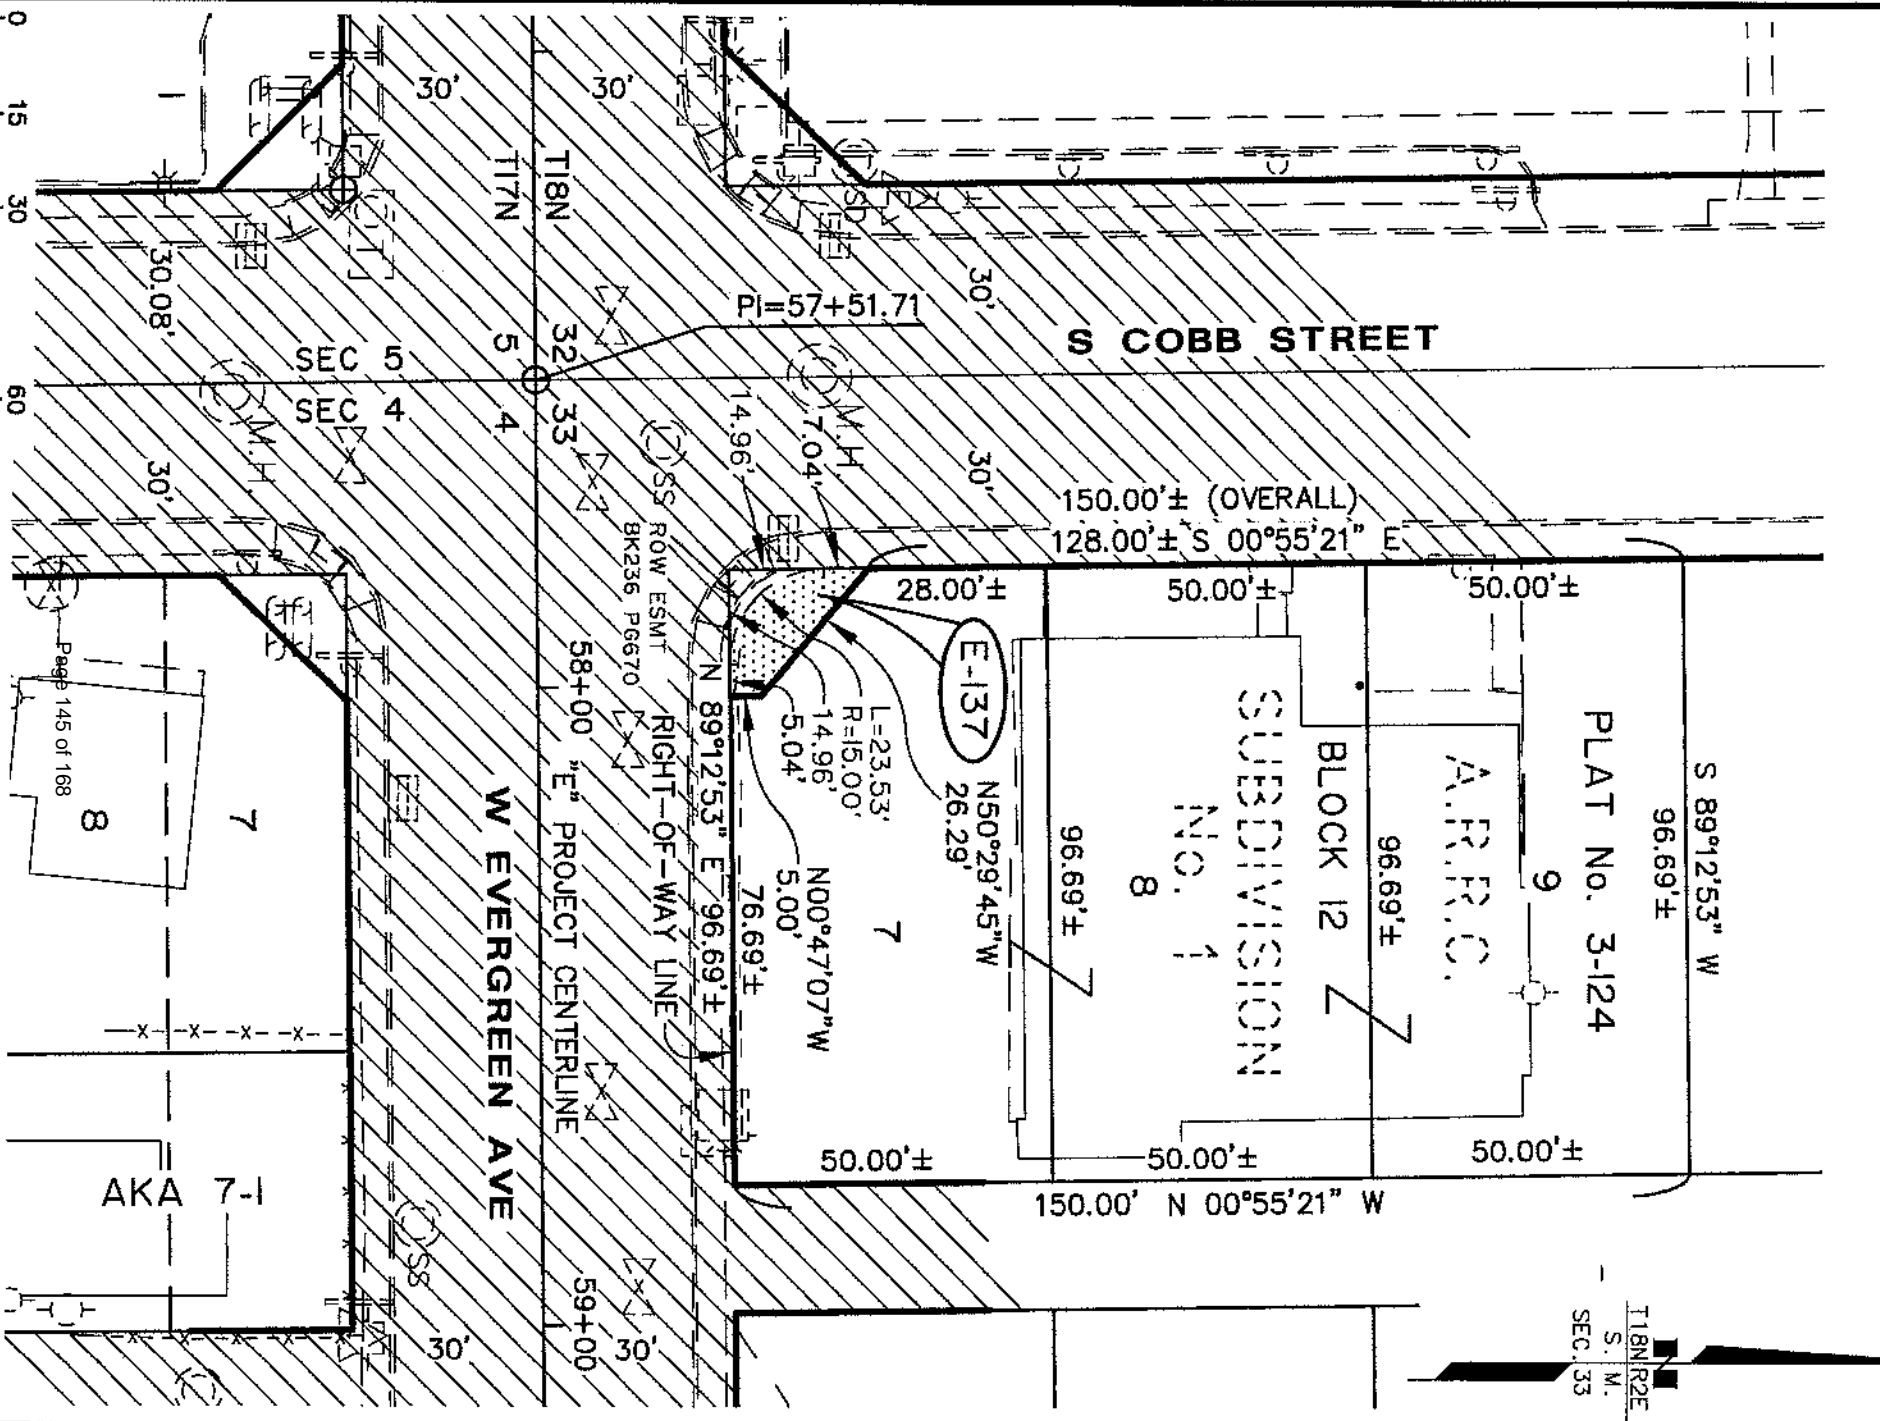 0
15
30
60
1
30'
30'
T18N
T17N
30.08'
30'
PI=57+51.71
S COBB STREET
SEC 5
SEC 4
5
32
4
33
M.H.
M.H.
14.96'
7.04'
30'
30'
SD
SS
ROW ESMT
BK236 PG670
150.00'± (OVERALL)
128.00'± S 00°55'21" E
28.00'±
50.00'±
50.00'±
E-137
L=23.53'
R=15.00'
14.96'
5.04'
N50°29'45"W
26.29'
N00°47'07"W
5.00'
76.69'±
N 89°12'53" E 96.69'±
RIGHT-OF-WAY LINE
58+00
"E" PROJECT CENTERLINE
W EVERGREEN AVE
59+00
30'
30'
7
96.69'±
8
A.R.R.C.
SUBDIVISION
NO. 1
BLOCK 12
96.69'±
9
PLAT No. 3-124
S 89°12'53" W
96.69'±
50.00'±
50.00'±
50.00'±
150.00' N 00°55'21" W
Page 145 of 168
8
7
AKA 7-1
SS
T18N R2E
S. M.
SEC. 33